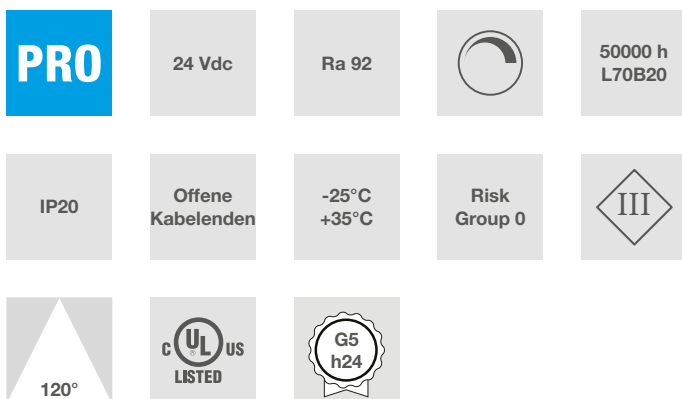 PRO
24 Vdc
Ra 92
50000 h
L70B20
IP20
Offene
Kabelenden
-25°C
+35°C
Risk
Group 0
III
120°
C UL US
®
LISTED
G5
h24